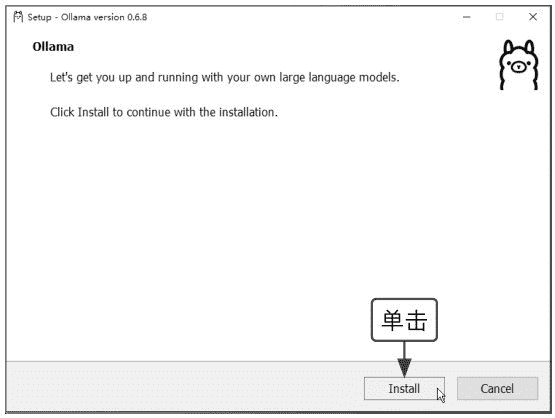 Setup - Ollama version 0.6.8
Ollama
Let's get you up and running with your own large language models.
Click Install to continue with the installation.
单击
Install
Cancel